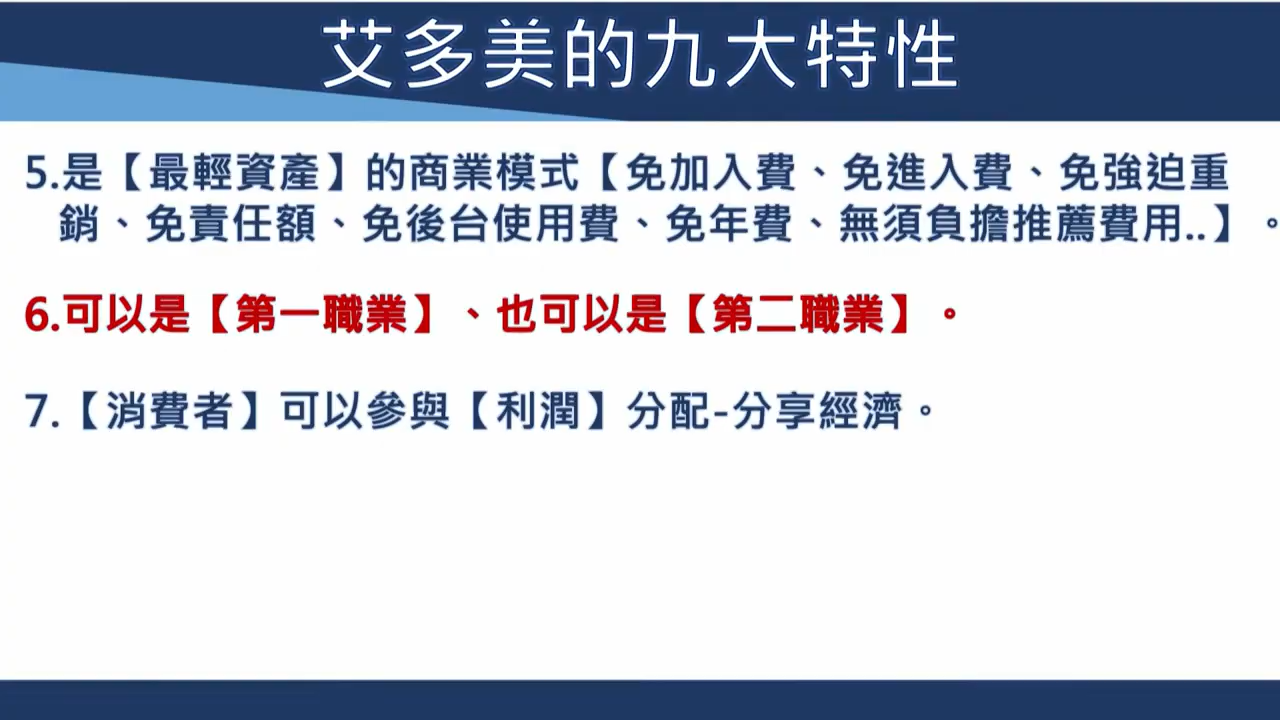 艾多美的九大特性
5.是【最輕資產】的商業模式【免加入費、免進入費、免強迫重
銷、免責任額、免後台使用費、免年費、無須負擔推薦費用..】。
6.可以是【第一職業】、也可以是【第二職業】。
7.【消費者】可以參與【利潤】分配-分享經濟。